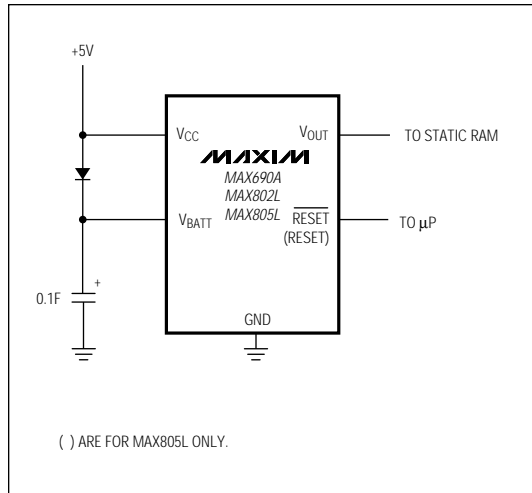 +5V
VCC
VOUT
TO STATIC RAM
MAXIM
MAX690A
MAX802L
MAX805L
VBATT
RESET
(RESET)
TO μP
0.1F
+
GND
( ) ARE FOR MAX805L ONLY.